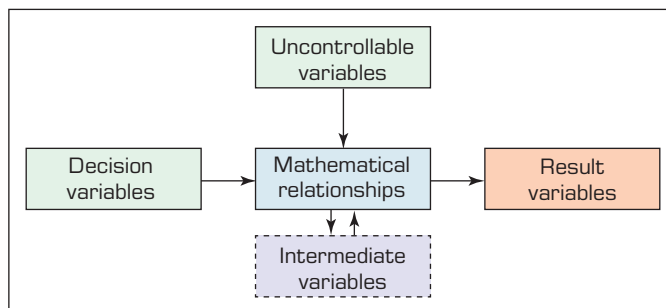 Uncontrollable
variables
Decision
variables
Mathematical
relationships
Result
variables
Intermediate
variables